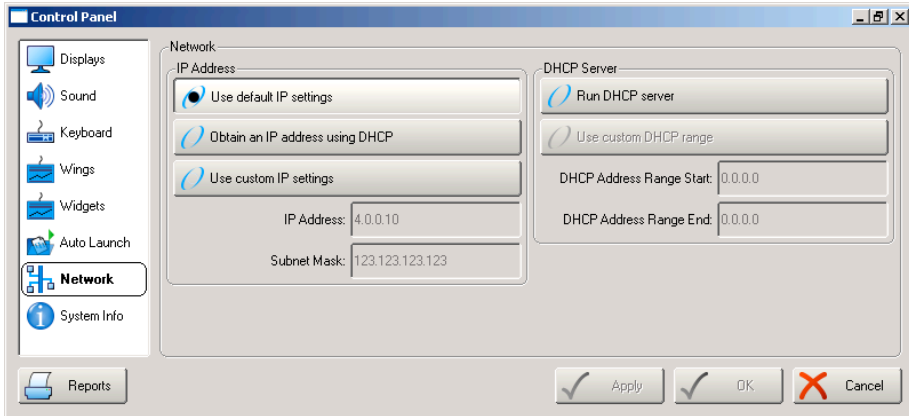 Control Panel
Displays
Sound
Keyboard
Wings
Widgets
Auto Launch
Network
System Info
Network
IP Address
Use default IP settings
Obtain an IP address using DHCP
Use custom IP settings
IP Address: 4.0.0.10
Subnet Mask: 123.123.123.123
DHCP Server
Run DHCP server
Use custom DHCP range
DHCP Address Range Start: 0.0.0.0
DHCP Address Range End: 0.0.0.0
Reports
Apply
OK
Cancel